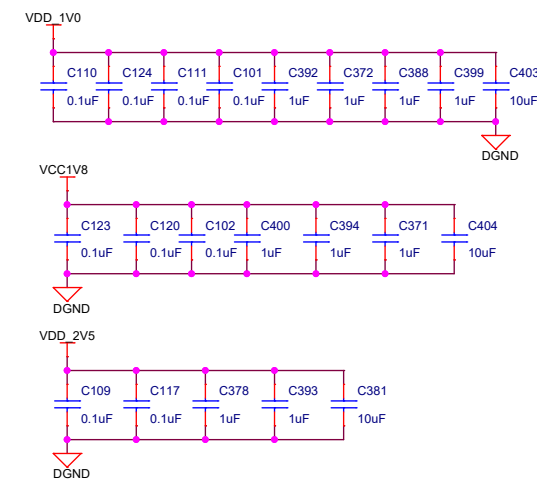 VDD_1V0
C110 C124 C111 C101 C392 C372 C388 C399 C403
0.1uF 0.1uF 0.1uF 0.1uF 1uF 1uF 1uF 1uF 10uF
DGND
VCC1V8
C123 C120 C102 C400 C394 C371 C404
0.1uF 0.1uF 0.1uF 1uF 1uF 1uF 10uF
DGND
VDD_2V5
C109 C117 C378 C393 C381
0.1uF 0.1uF 1uF 1uF 10uF
DGND